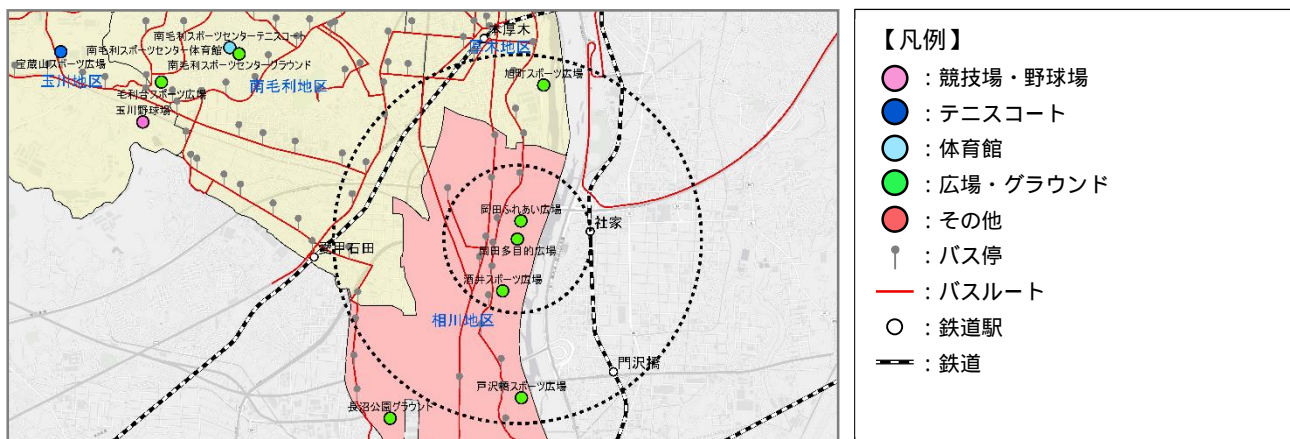 本厚木
厚木地区
南毛利スポーツセンターテニスコート
南毛利スポーツセンター体育館
宝蔵山スポーツ広場
南毛利スポーツセンターグラウンド
玉川地区
南毛利地区
旭町スポーツ広場
毛利台スポーツ広場
玉川野球場
岡田ふれあい広場
社家
岡田多目的広場
愛甲石田
酒井スポーツ広場
相川地区
門沢橋
戸沢橋スポーツ広場
長沼公園グラウンド
【凡例】
：競技場・野球場
：テニスコート
：体育館
：広場・グラウンド
：その他
：バス停
：バスルート
：鉄道駅
：鉄道